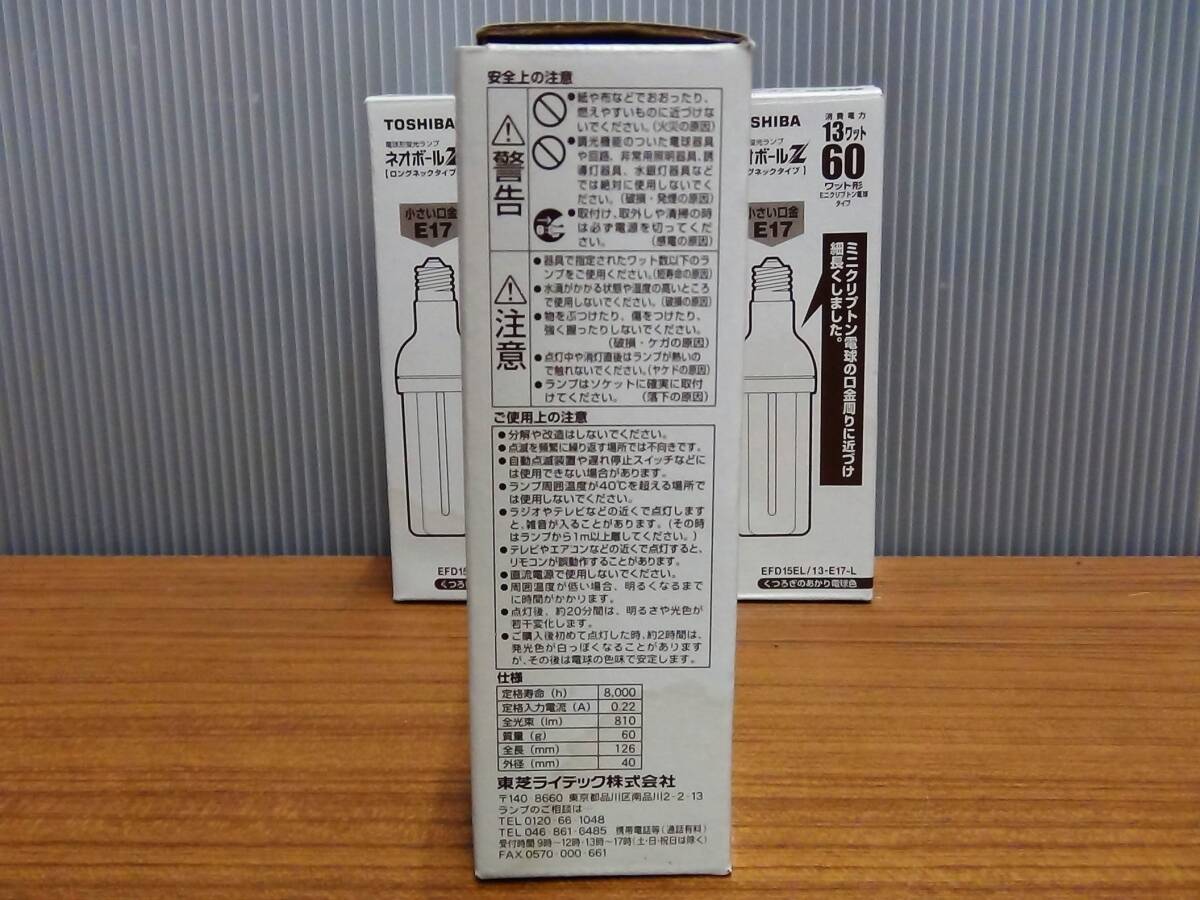 安全上の注意
警告
●紙や布などでおおったり、
燃えやすいものに近づけな
いでください。(火災の原因)
●調光機能のついた電球器具
や回路、非常用照明器具、誘
導灯器具、水銀灯器具などで
は絶対に使用しないでく
ださい。(破損・発煙の原因)
●取付け、取外しや清掃の時
は必ず電源を切ってくだ
さい。(感電の原因)
注意
●器具で指定されたワット数以下のラ
ンプをご使用ください。(短寿命の原因)
●水滴がかかる状態や湿度の高いところ
で使用しないでください。(破損の原因)
●物をぶつけたり、傷をつけたり、
強く握ったりしないでください。
(破損・ケガの原因)
●点灯中や消灯直後はランプが熱いの
で触れないでください。(ヤケドの原因)
●ランプはソケットに確実に取付
けてください。(落下の原因)
ご使用上の注意
●分解や改造はしないでください。
●点滅を頻繁に繰り返す場所では不向きです。
●自動点滅装置や遅れ停止スイッチなどに
は使用できない場合があります。
●ランプ周囲温度が40℃を超える場所で
は使用しないでください。
●ラジオやテレビなどの近くで点灯します
と、雑音が入ることがあります。(その時
はランプから1m以上離してください。)
●テレビやエアコンなどの近くで点灯すると、
リモコンが誤動作することがあります。
●直流電源で使用しないでください。
●周囲温度が低い場合、明るくなるまで
に時間がかかります。
●点灯後、約20分間は、明るさや光色が
若干変化します。
●ご購入後初めて点灯した時、約2時間は、
発光色が白っぽくなることがあります
が、その後は電球の色味で安定します。
仕様
定格寿命(h) 8,000
定格入力電流(A) 0.22
全光束(lm) 810
質量(g) 60
全長(mm) 126
外径(mm) 40
東芝ライテック株式会社
〒140-8660 東京都品川区南品川2-2-13
ランプのご相談は…
TEL 0120-66-1048
TEL 046-861-6485 携帯電話等(通話有料)
受付時間 9時〜12時・13時〜17時(土・日・祝日は除く)
FAX 0570-000-661
TOSHIBA
電球形蛍光ランプ
ネオボールZ
[ロングネックタイプ]
小さい口金
E17
EFD15
くつろ
SHIBA
光ランプ
オボールZ
グネックタイプ]
消費電力
13ワット
60
ワット形
ミニクリプトン電球
タイプ
小さい口金
E17
ミニクリプトン電球の口金周りに近づけ
細長くしました。
EFD15EL/13-E17-L
くつろぎのあかり電球色